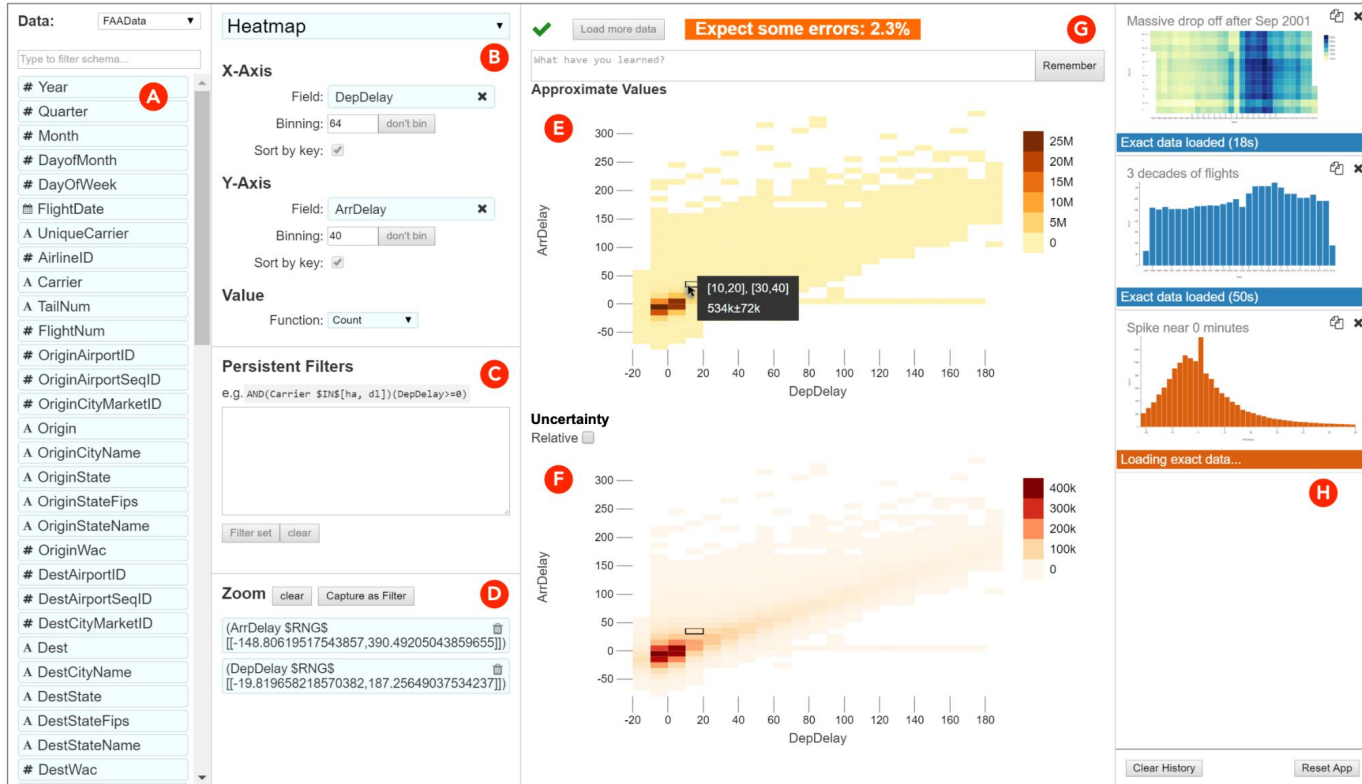 Data:
FAAData
Type to filter schema...
# Year
# Quarter
# Month
# DayofMonth
# DayOfWeek
FlightDate
A UniqueCarrier
# AirlineID
A Carrier
A TailNum
# FlightNum
# OriginAirportID
# OriginAirportSeqID
# OriginCityMarketID
A Origin
A OriginCityName
A OriginState
A OriginStateFips
A OriginStateName
# OriginWac
# DestAirportID
# DestAirportSeqID
# DestCityMarketID
A Dest
A DestCityName
A DestState
A DestStateFips
A DestStateName
# DestWac
A
Heatmap
B
X-Axis
Field: DepDelay
Binning: 64 don't bin
Sort by key:
Y-Axis
Field: ArrDelay
Binning: 40 don't bin
Sort by key:
Value
Function: Count
Persistent Filters
C
e.g. AND(Carrier $IN$[ha, dl])(DepDelay>=0)
Filter set clear
Zoom clear Capture as Filter
D
(ArrDelay $RNG$
[[-148.80619517543857,390.49205043859655]])
(DepDelay $RNG$
[[-19.819658218570382,187.25649037534237]])
Load more data
Expect some errors: 2.3%
G
What have you learned?
Remember
Approximate Values
E
300
250
200
150
100
50
0
-50
ArrDelay
-20 0 20 40 60 80 100 120 140 160 180
DepDelay
[10,20], [30,40]
534k±72k
25M
20M
15M
10M
5M
0
Uncertainty
Relative
F
300
250
200
150
100
50
0
-50
ArrDelay
-20 0 20 40 60 80 100 120 140 160 180
DepDelay
400k
300k
200k
100k
0
Massive drop off after Sep 2001
Exact data loaded (18s)
3 decades of flights
Exact data loaded (50s)
Spike near 0 minutes
Loading exact data...
H
Clear History
Reset App